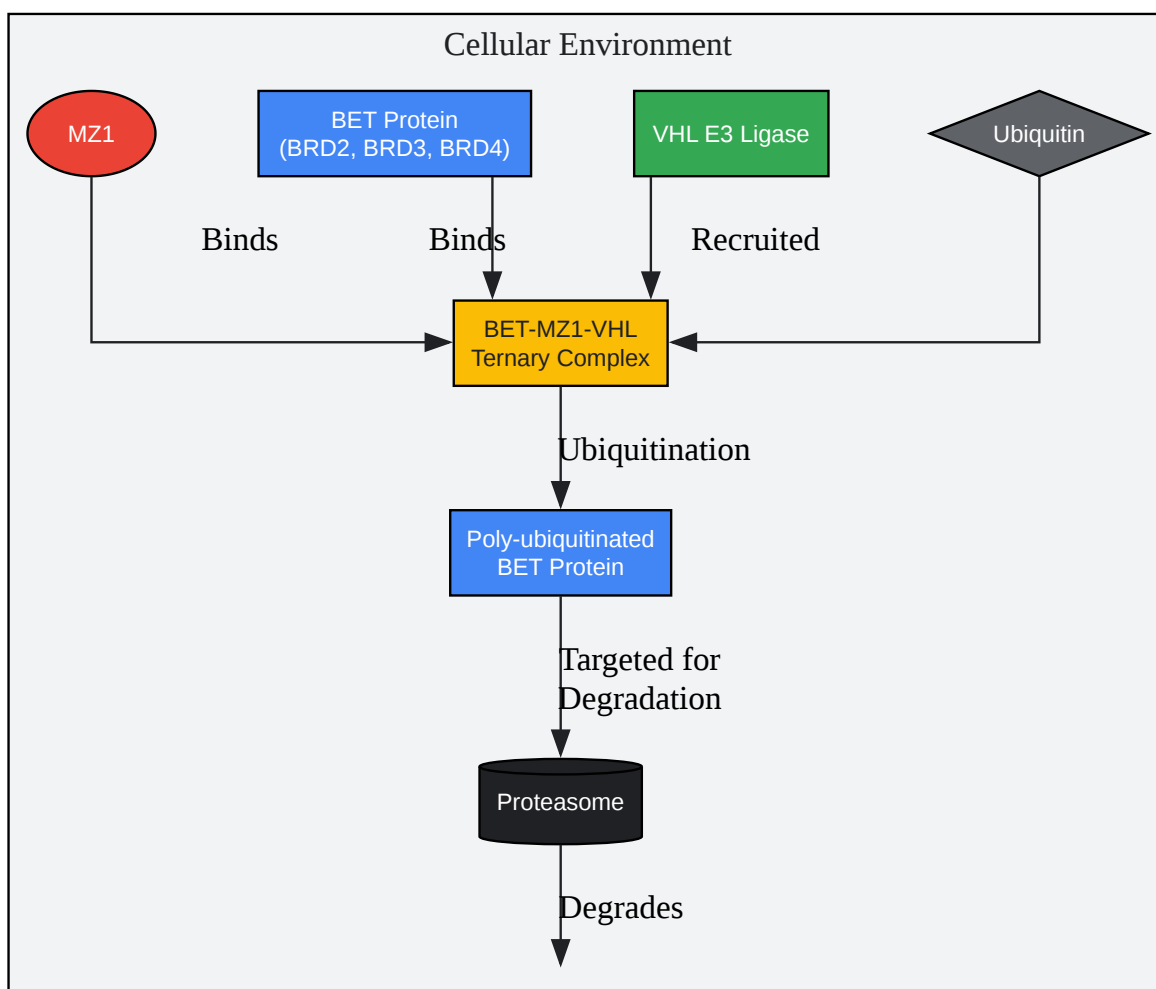 Cellular Environment
MZ1
BET Protein
(BRD2, BRD3, BRD4)
VHL E3 Ligase
Ubiquitin
Binds
Binds
Recruited
BET-MZ1-VHL
Ternary Complex
Ubiquitination
Poly-ubiquitinated
BET Protein
Targeted for
Degradation
Proteasome
Degrades